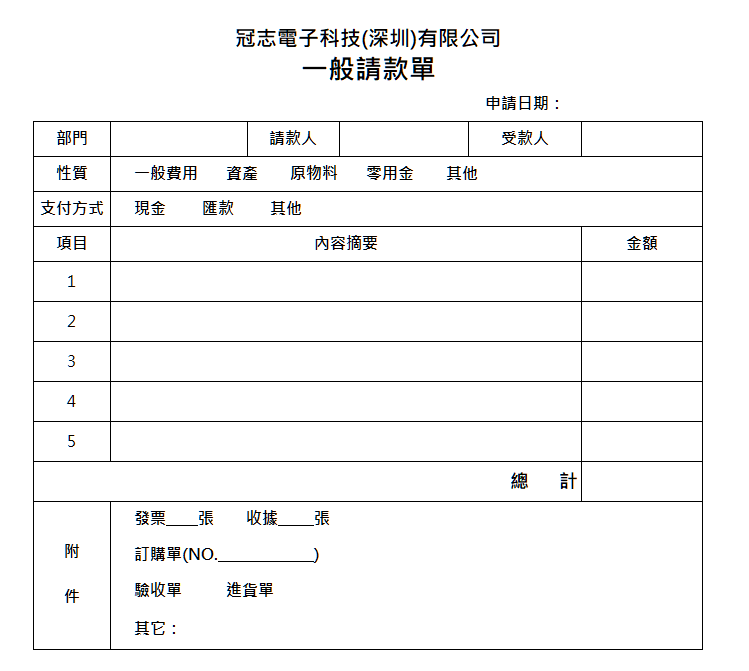 冠志電子科技(深圳)有限公司
一般請款單
申請日期：
部門 請款人 受款人
性質 一般費用 資產 原物料 零用金 其他
支付方式 現金 匯款 其他
項目 內容摘要 金額
1
2
3
4
5
總 計
發票____張 收據____張
附
訂購單(NO.____________)
驗收單 進貨單
件
其它：